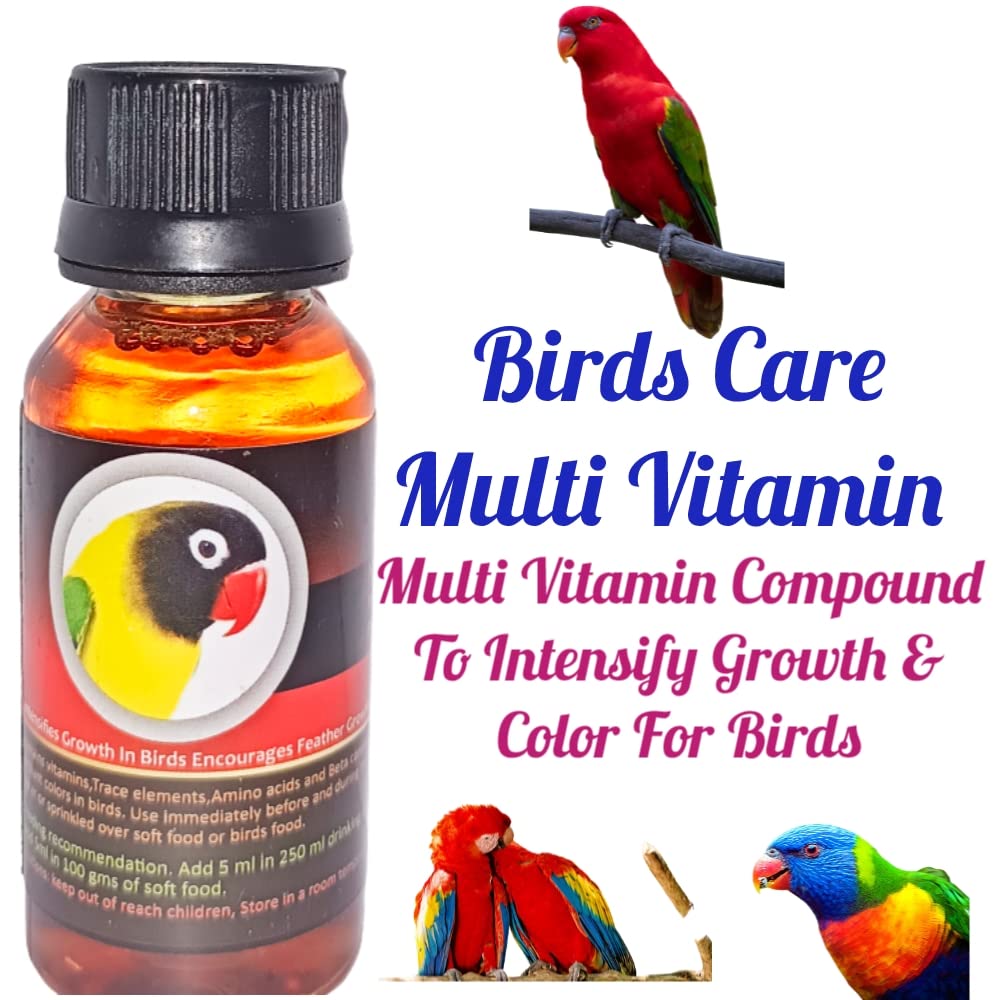 Birds Care
Multi Vitamin
Multi Vitamin Compound
To Intensify Growth &
Color For Birds
Growth In Birds Encourages Feather
vitamins,Trace elements,Amino acids and Beta
colors in birds. Use Immediately before and
or sprinkled over soft food or birds food.
recommendation. Add 5 ml in 250 ml drinking
in 100 gms of soft food.
keep out of reach children, Store in a room